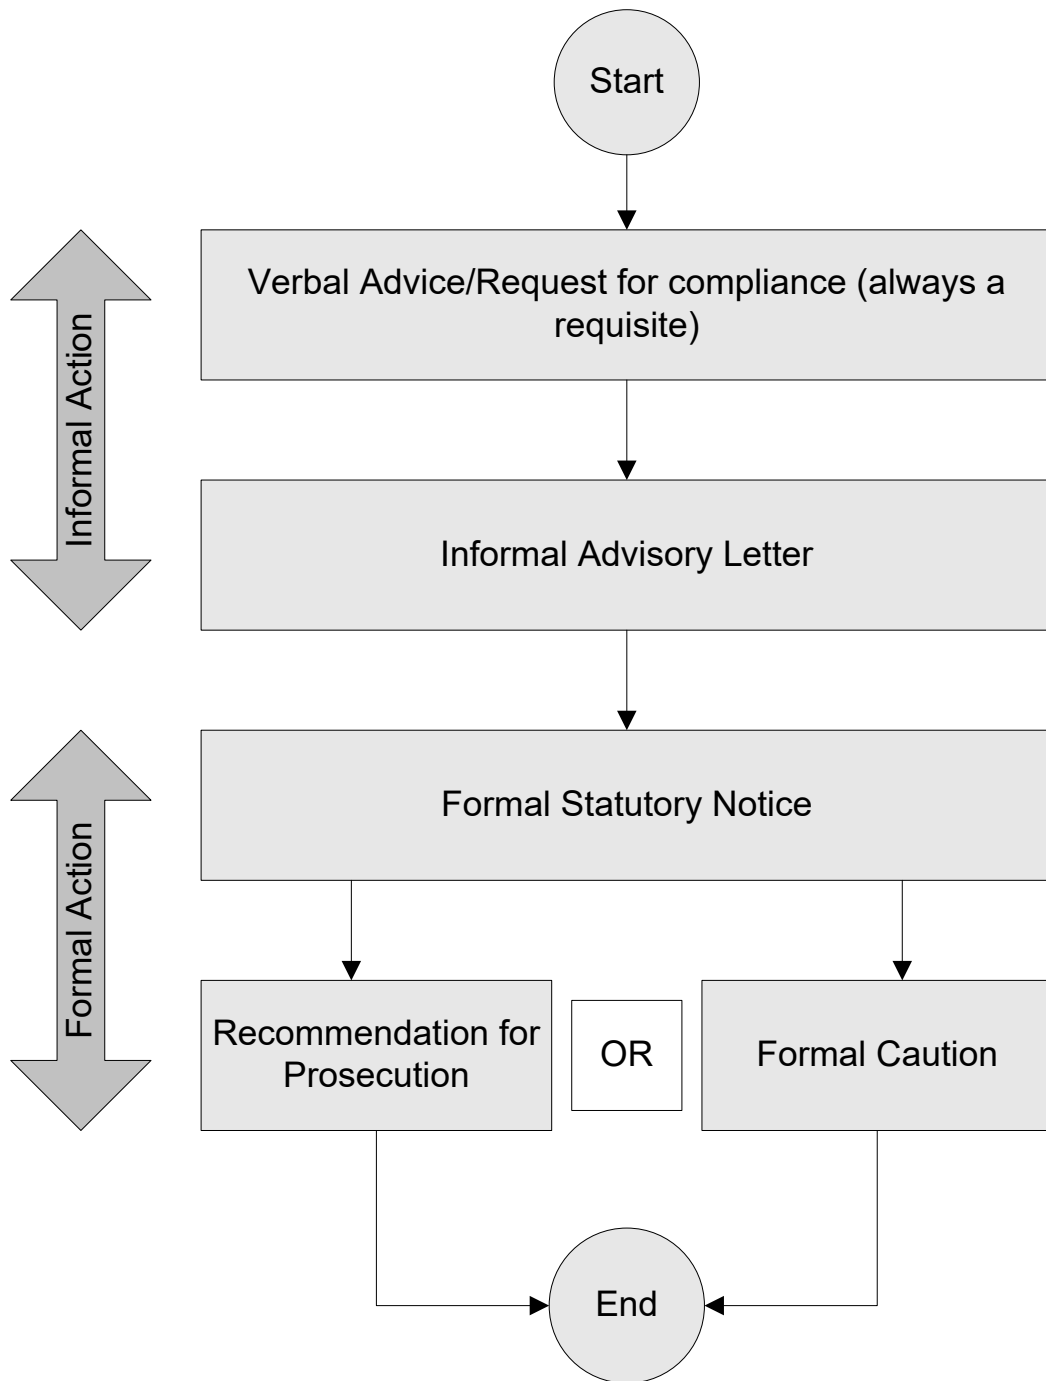 Start
Verbal Advice/Request for compliance (always a
requisite)
Informal Action
Informal Advisory Letter
Formal Statutory Notice
Formal Action
Recommendation for
Prosecution
OR
Formal Caution
End